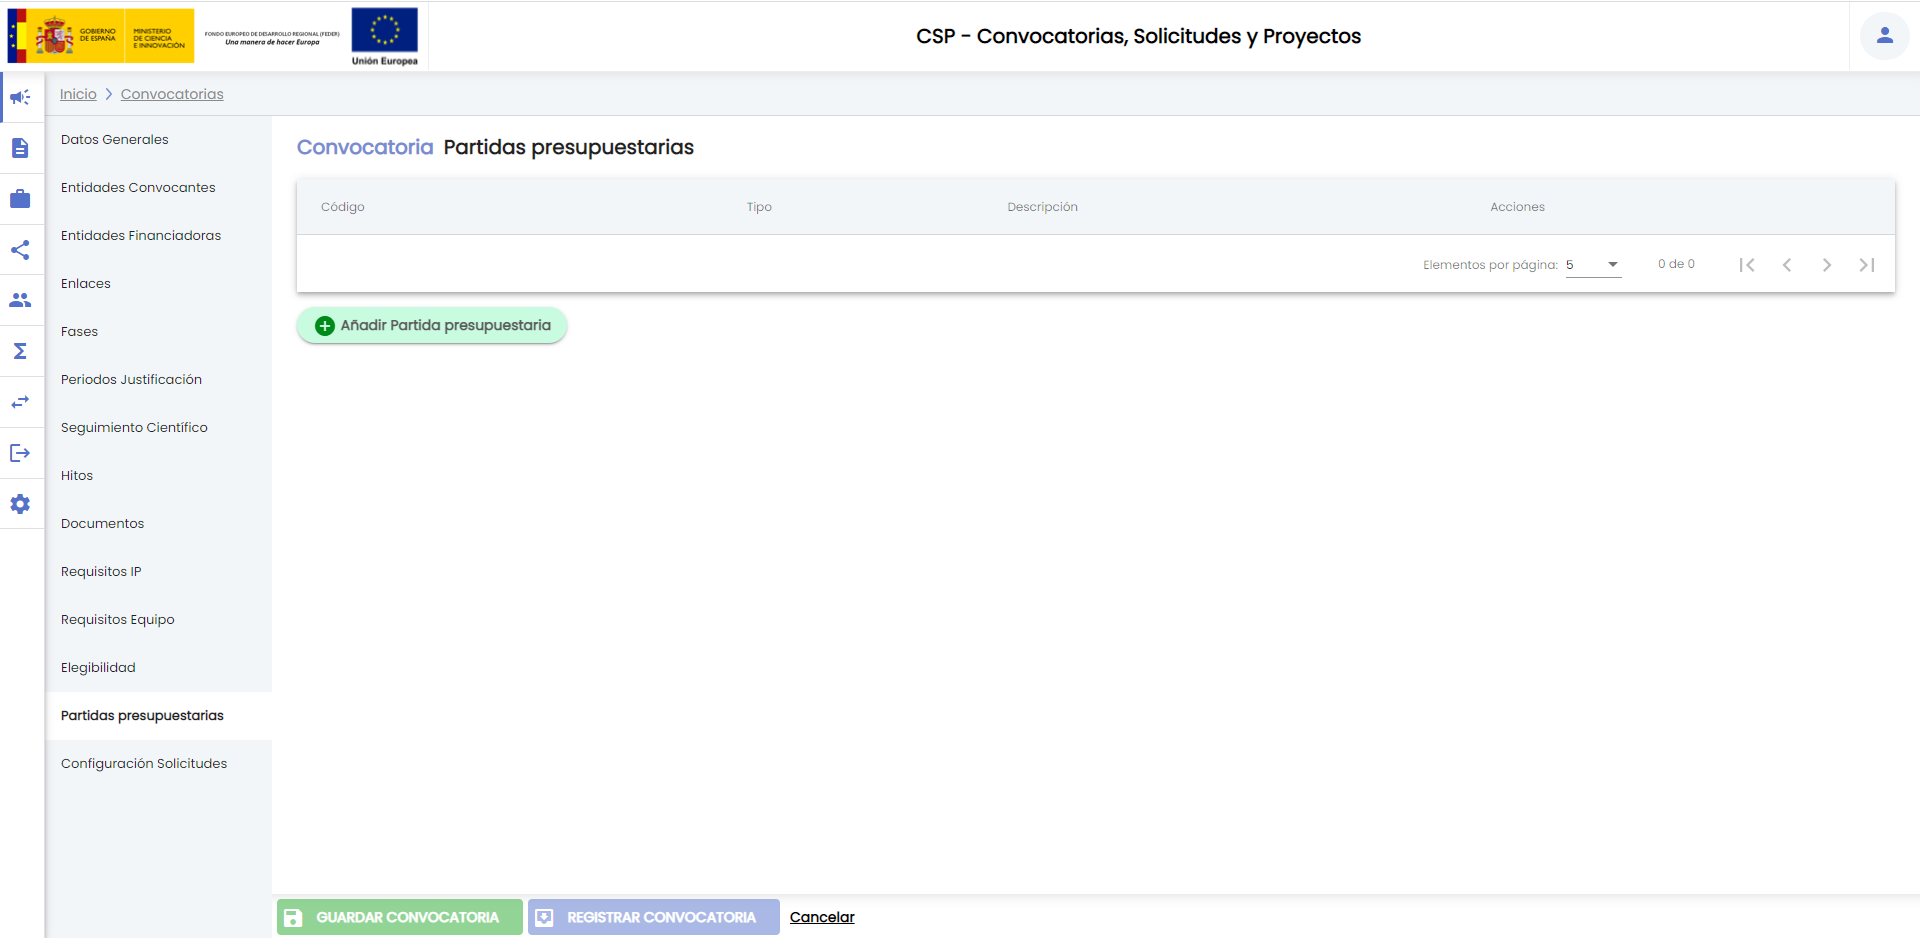 GOBIERNO
DE ESPAÑA
MINISTERIO
DE CIENCIA
E INNOVACIÓN
FONDO EUROPEO DE DESARROLLO REGIONAL (FEDER)
Una manera de hacer Europa
Unión Europea
CSP - Convocatorias, Solicitudes y Proyectos
Inicio
Convocatorias
Datos Generales
Entidades Convocantes
Entidades Financiadoras
Enlaces
Fases
Periodos Justificación
Seguimiento Científico
Hitos
Documentos
Requisitos IP
Requisitos Equipo
Elegibilidad
Partidas presupuestarias
Configuración Solicitudes
Convocatoria Partidas presupuestarias
Código Tipo Descripción Acciones
Elementos por página: 5 0 de 0
Añadir Partida presupuestaria
GUARDAR CONVOCATORIA REGISTRAR CONVOCATORIA Cancelar